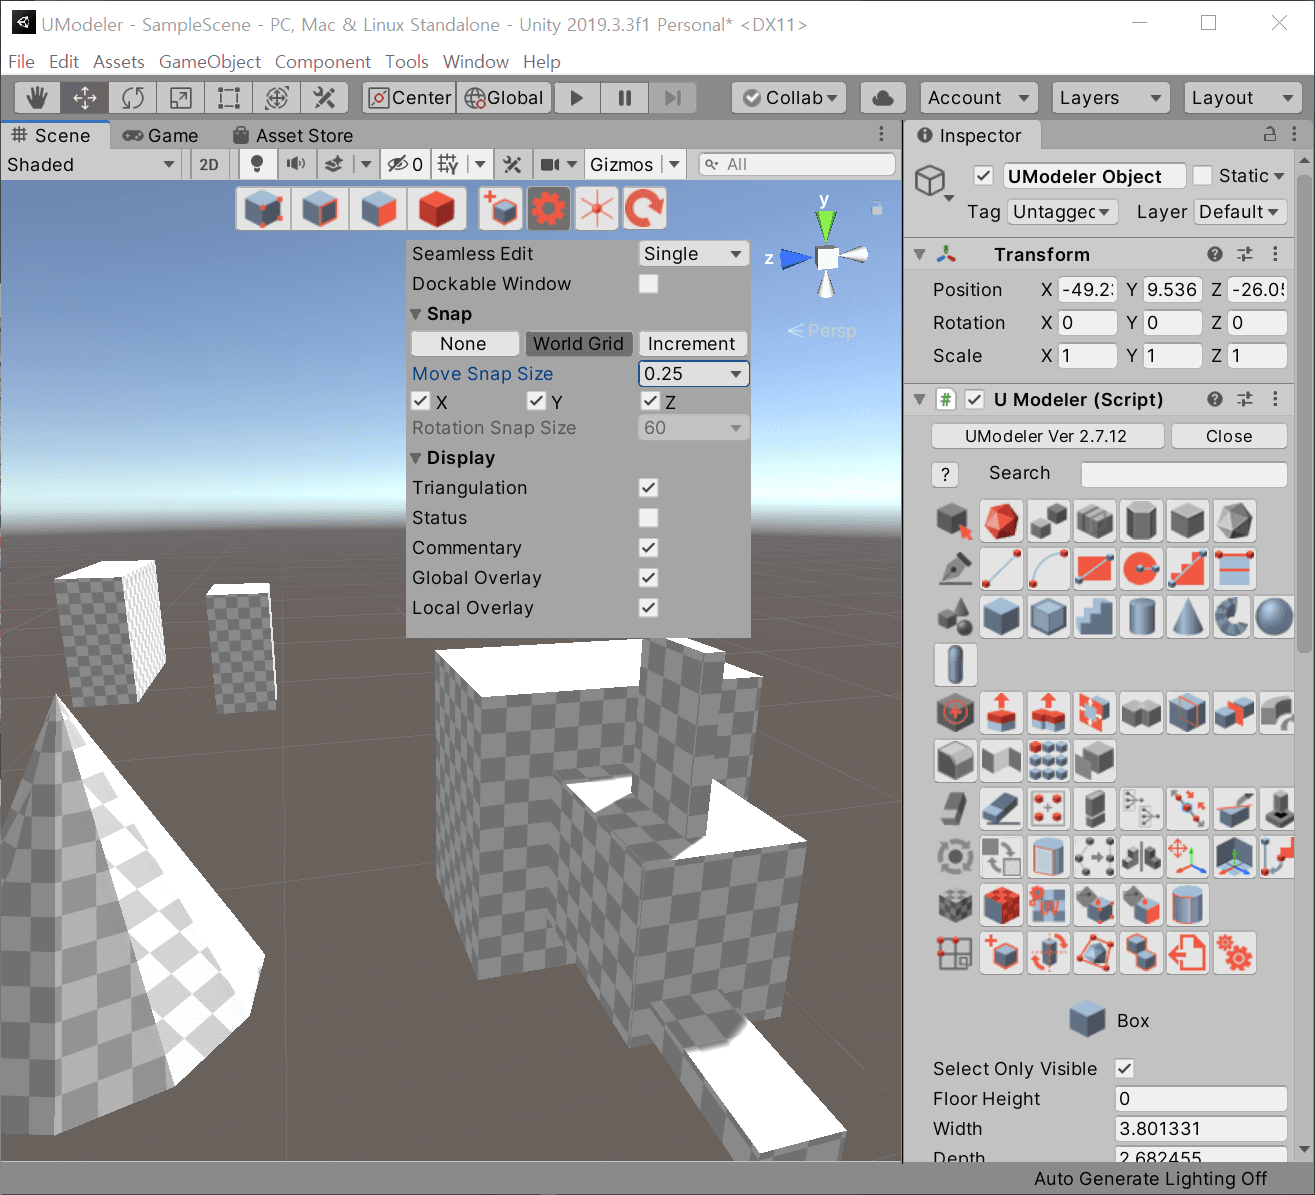 UModeler - SampleScene - PC, Mac & Linux Standalone - Unity 2019.3.3f1 Personal* <DX11>
File Edit Assets GameObject Component Tools Window Help
Center Global Collab Account Layers Layout
Scene Game Asset Store
Inspector
Shaded 2D 0 Gizmos All
UModeler Object Static
Tag Untagged Layer Default
y
z
Persp
Seamless Edit Single
Dockable Window
Snap
None World Grid Increment
Move Snap Size 0.25
X Y Z
Rotation Snap Size 60
Display
Triangulation
Status
Commentary
Global Overlay
Local Overlay
Transform
Position X -49.23 Y 9.536 Z -26.05
Rotation X 0 Y 0 Z 0
Scale X 1 Y 1 Z 1
# U Modeler (Script)
UModeler Ver 2.7.12 Close
? Search
Box
Select Only Visible
Floor Height 0
Width 3.801331
Depth 2.682455
Auto Generate Lighting Off